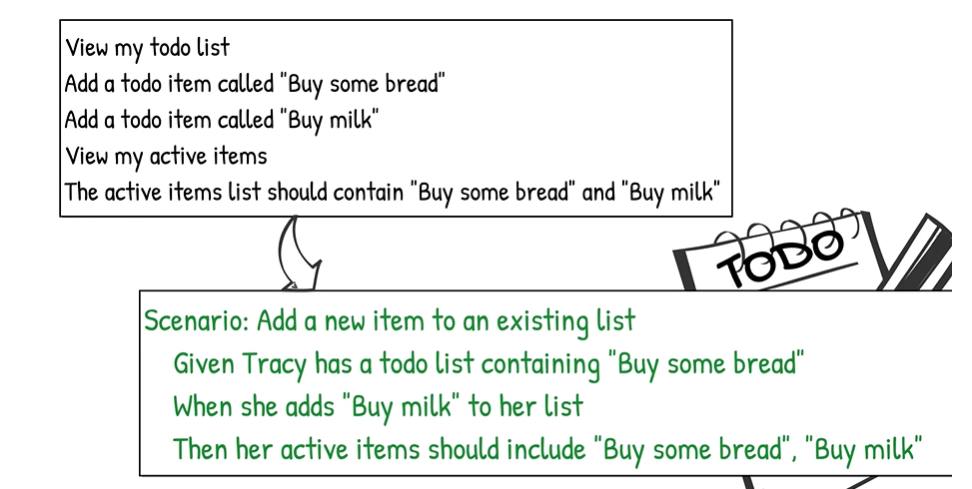 View my todo list
Add a todo item called "Buy some bread"
Add a todo item called "Buy milk"
View my active items
The active items list should contain "Buy some bread" and "Buy milk"
TODO
Scenario: Add a new item to an existing list
Given Tracy has a todo list containing "Buy some bread"
When she adds "Buy milk" to her list
Then her active items should include "Buy some bread", "Buy milk"